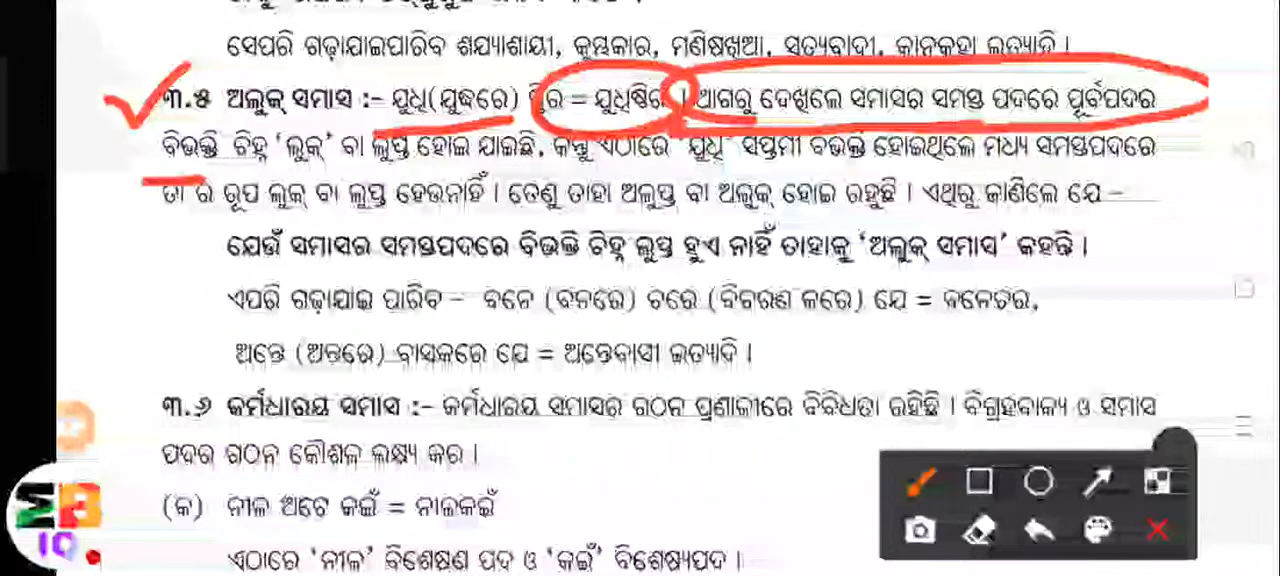 ସେପରି ଗଢ଼ାଯାଇପାରିବ ଶଯ୍ୟାଶାୟୀ, କୁମ୍ଭକାର, ମଣିଷଖିଆ, ସତ୍ୟବାଦୀ, କାନକହା ଇତ୍ୟାଦି ।
୩.୫ ଅଲୁକ୍ ସମାସ :- ଯୁଧି(ଯୁଦ୍ଧରେ) ସ୍ଥିର = ଯୁଧିଷ୍ଠିର । ଆଗରୁ ଦେଖିଲେ ସମାସର ସମସ୍ତ ପଦରେ ପୂର୍ବପଦର
ବିଭକ୍ତି ଚିହ୍ନ 'ଲୁକ୍' ବା ଲୁପ୍ତ ହୋଇ ଯାଇଛି, କିନ୍ତୁ ଏଠାରେ 'ଯୁଧି' ସପ୍ତମୀ ବିଭକ୍ତି ହୋଇଥିଲେ ମଧ୍ୟ ସମସ୍ତପଦରେ
ତା'ର ରୂପ ଲୁକ୍ ବା ଲୁପ୍ତ ହେଉନାହିଁ । ତେଣୁ ତାହା ଅଲୁପ୍ତ ବା ଅଲୁକ୍ ହୋଇ ରହୁଛି । ଏଥିରୁ ଜାଣିଲେ ଯେ –
ଯେଉଁ ସମାସର ସମସ୍ତପଦରେ ବିଭକ୍ତି ଚିହ୍ନ ଲୁପ୍ତ ହୁଏ ନାହିଁ ତାହାକୁ 'ଅଲୁକ୍ ସମାସ' କହନ୍ତି ।
ଏପରି ଗଢ଼ାଯାଇ ପାରିବ – ବନେ (ବନରେ) ଚରେ (ବିଚରଣ କରେ) ଯେ = ବନେଚର,
ଅନ୍ତେ (ଅନ୍ତରେ) ବାସକରେ ଯେ = ଅନ୍ତେବାସୀ ଇତ୍ୟାଦି ।
୩.୬ କର୍ମଧାରୟ ସମାସ :- କର୍ମଧାରୟ ସମାସର ଗଠନ ପ୍ରଣାଳୀରେ ବିବିଧତା ରହିଛି । ବିଗ୍ରହବାକ୍ୟ ଓ ସମାସ
ପଦର ଗଠନ କୌଶଳ ଲକ୍ଷ୍ୟ କର ।
(କ) ନୀଳ ଅଟେ କଇଁ = ନୀଳକଇଁ
ଏଠାରେ 'ନୀଳ' ବିଶେଷଣ ପଦ ଓ 'କଇଁ' ବିଶେଷ୍ୟପଦ ।